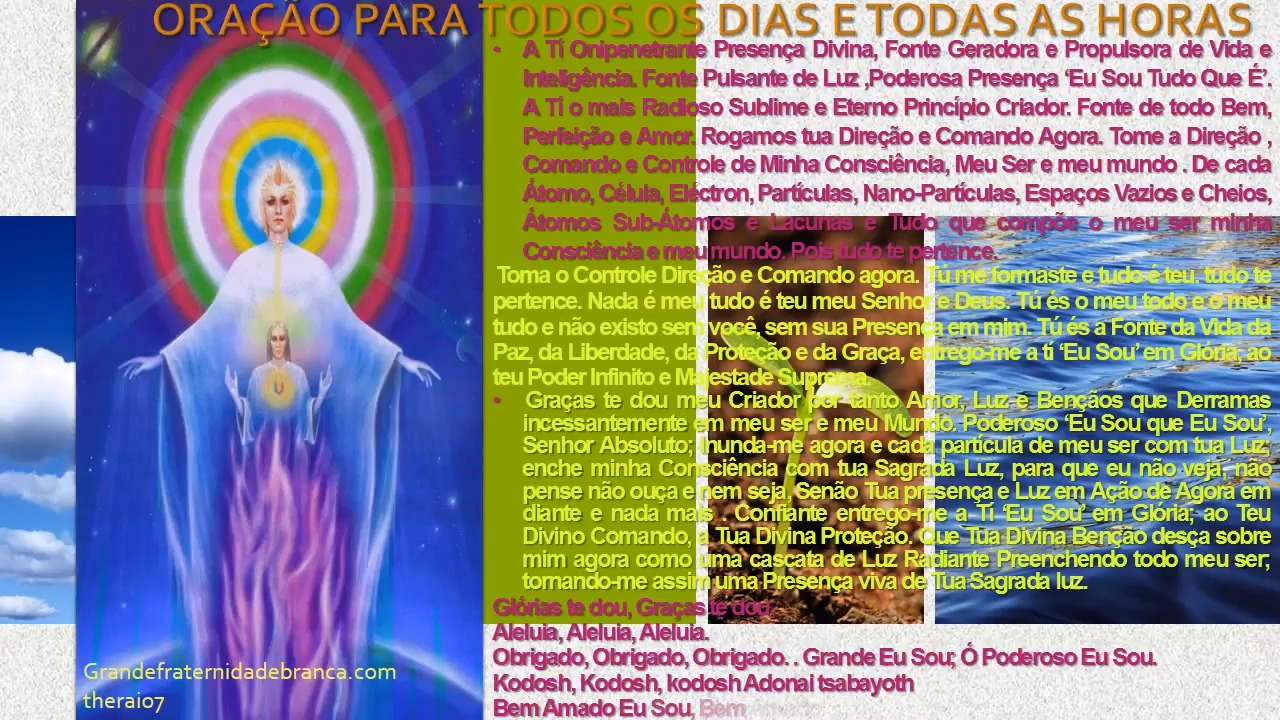 ORAÇÃO PARA TODOS OS DIAS E TODAS AS HORAS
• A Tí Onipenetrante Presença Divina, Fonte Geradora e Propulsora de Vida e
Inteligência. Fonte Pulsante de Luz ,Poderosa Presença ‘Eu Sou Tudo Que É’.
A Tí o mais Radioso Sublime e Eterno Princípio Criador. Fonte de todo Bem,
Perfeição e Amor. Rogamos tua Direção e Comando Agora. Tome a Direção ,
Comando e Controle de Minha Consciência, Meu Ser e meu mundo . De cada
Átomo, Célula, Eléctron, Partículas, Nano-Partículas, Espaços Vazios e Cheios,
Átomos Sub-Átomos e Lacunas e Tudo que compõe o meu ser minha
Consciência e meu mundo. Pois tudo te pertence.
Toma o Controle Direção e Comando agora. Tú me formaste e tudo é teu. tudo te
pertence. Nada é meu tudo é teu meu Senhor e Deus. Tú és o meu todo e o meu
tudo e não existo sem você, sem sua Presença em mim. Tú és a Fonte da Vida da
Paz, da Liberdade, da Proteção e da Graça, entrego-me a tí ‘Eu Sou’ em Glória, ao
teu Poder Infinito e Majestade Suprema.
• Graças te dou meu Criador por tanto Amor, Luz e Bençãos que Derramas
incessantemente em meu ser e meu Mundo. Poderoso ‘Eu Sou que Eu Sou’,
Senhor Absoluto; inunda-me agora e cada partícula de meu ser com tua Luz;
enche minha Consciência com tua Sagrada Luz, para que eu não veja, não
pense não ouça e nem seja, Senão Tua presença e Luz em Ação de Agora em
diante e nada mais . Confiante entrego-me a Tí ‘Eu Sou’ em Glória; ao Teu
Divino Comando, a Tua Divina Proteção. Que Tua Divina Benção desça sobre
mim agora como uma cascata de Luz Radiante Preenchendo todo meu ser;
tornando-me assim uma Presença viva de Tua Sagrada luz.
Glórias te dou, Graças te dou.
Aleluia, Aleluia, Aleluia.
Obrigado, Obrigado, Obrigado. . Grande Eu Sou; Ó Poderoso Eu Sou.
Kodosh, Kodosh, kodosh Adonai tsabayoth
Bem Amado Eu Sou, Bem
Grandefraternidadebranca.com
theraio7